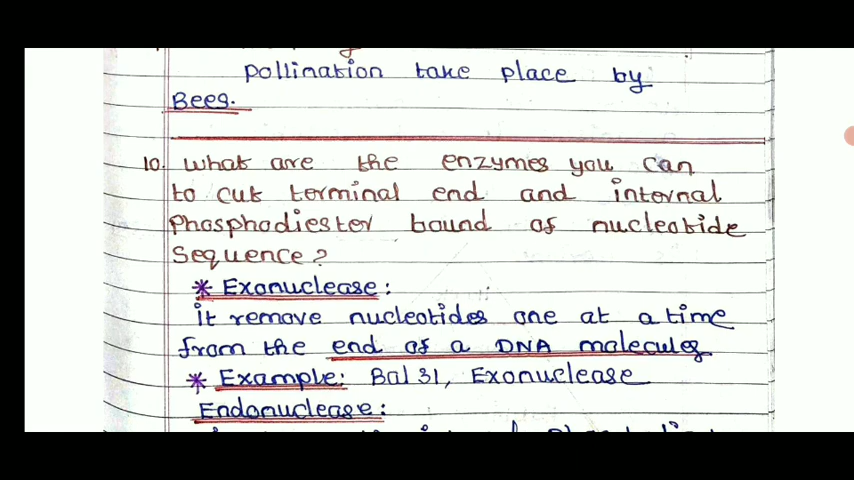 pollination take place by
Bees.
10. What are the enzymes you can
to cut terminal end and internal
phosphodiester bound of nucleotide
sequence?
* Exonuclease:
it remove nucleotides one at a time
from the end of a DNA molecules
* Example: Bal 31, Exonuclease
Endonuclease: